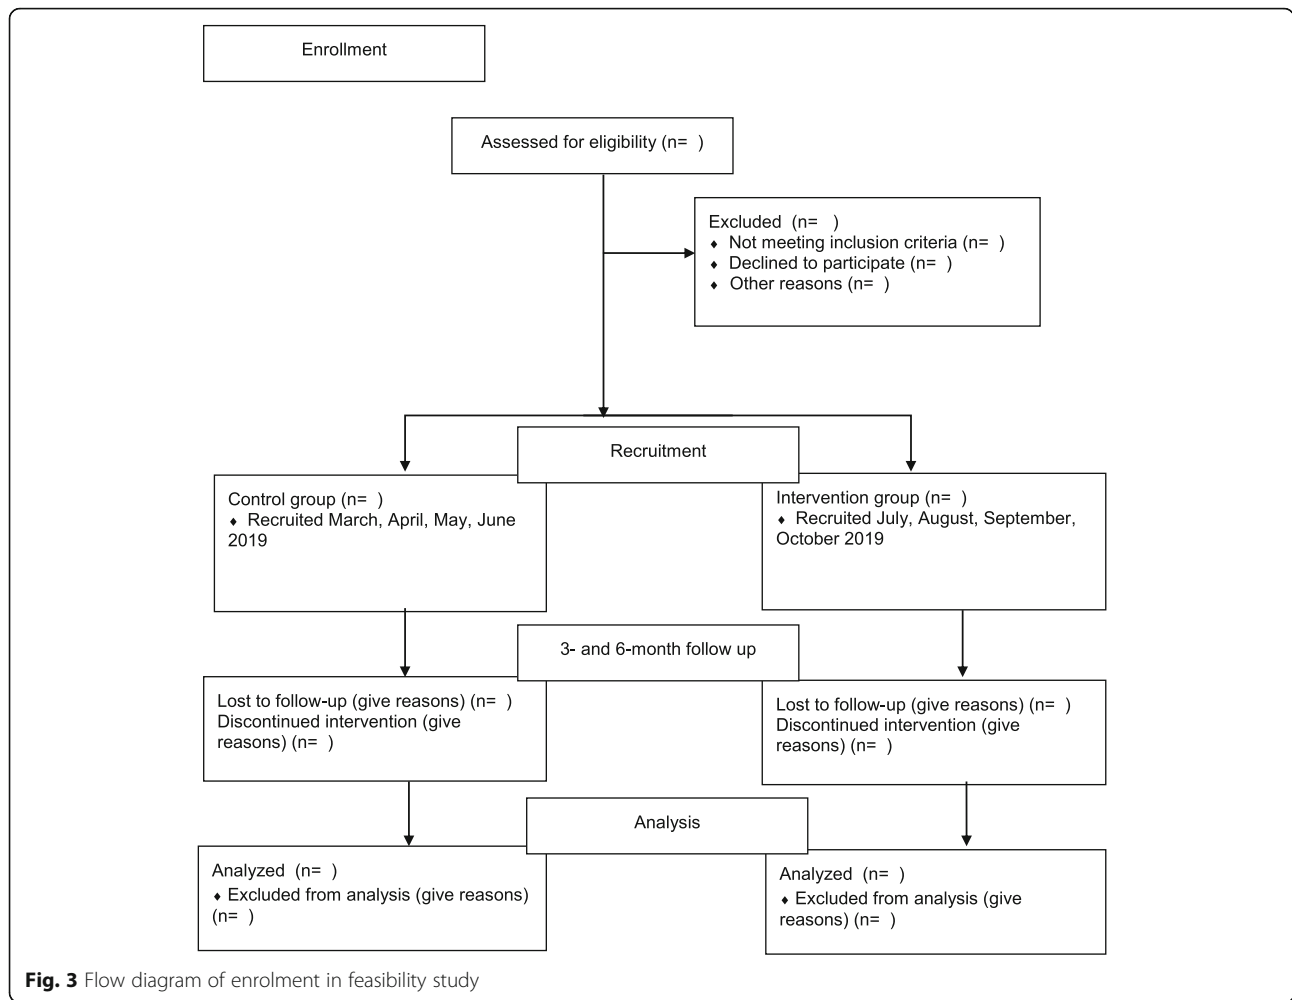 Enrollment
Assessed for eligibility (n=  )
Excluded  (n=   )
♦  Not meeting inclusion criteria (n=  )
♦  Declined to participate (n=  )
♦  Other reasons (n=  )
Recruitment
Control group (n=  )
♦  Recruited March, April, May, June
2019
Intervention group (n=  )
♦  Recruited July, August, September,
October 2019
3- and 6-month follow up
Lost to follow-up (give reasons) (n=  )
Discontinued intervention (give
reasons) (n=  )
Lost to follow-up (give reasons) (n=  )
Discontinued intervention (give
reasons) (n=  )
Analysis
Analyzed  (n=  )
♦ Excluded from analysis (give reasons)
(n=  )
Analyzed  (n=  )
♦ Excluded from analysis (give
reasons) (n=  )
Fig. 3 Flow diagram of enrolment in feasibility study